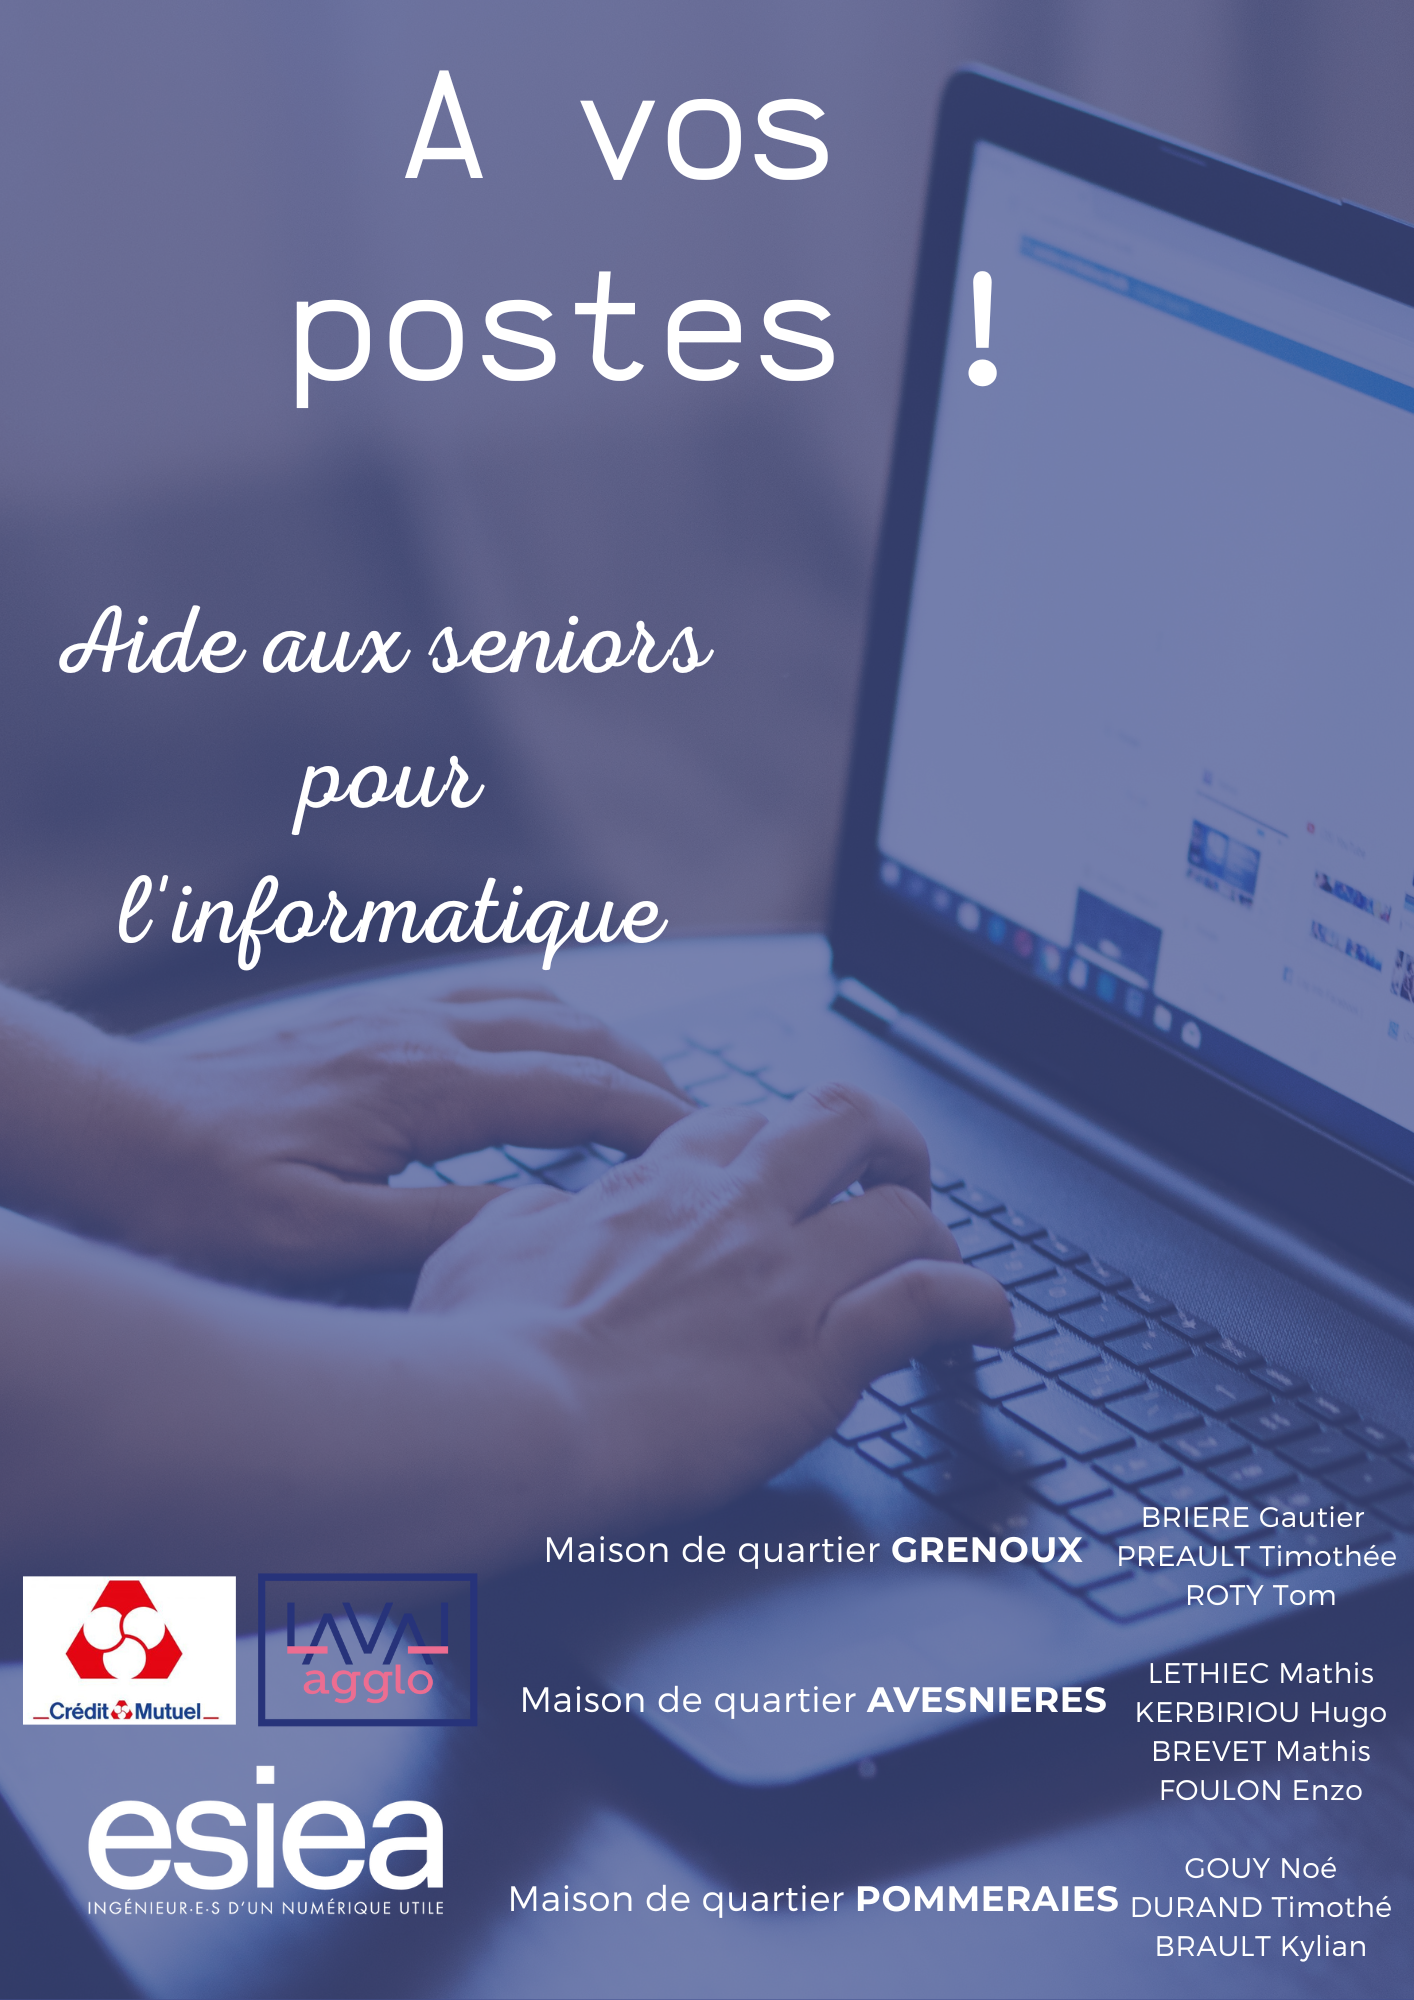 A vos
postes !
Aide aux seniors
pour
l'informatique
Maison de quartier GRENOUX
BRIERE Gautier
PREAULT Timothée
ROTY Tom
Maison de quartier AVESNIERES
LETHIEC Mathis
KERBIRIOU Hugo
BREVET Mathis
FOULON Enzo
Maison de quartier POMMERAIES
GOUY Noé
DURAND Timothé
BRAULT Kylian
Crédit Mutuel
LAVAL
agglo
esiea
INGÉNIEUR·E·S D'UN NUMÉRIQUE UTILE